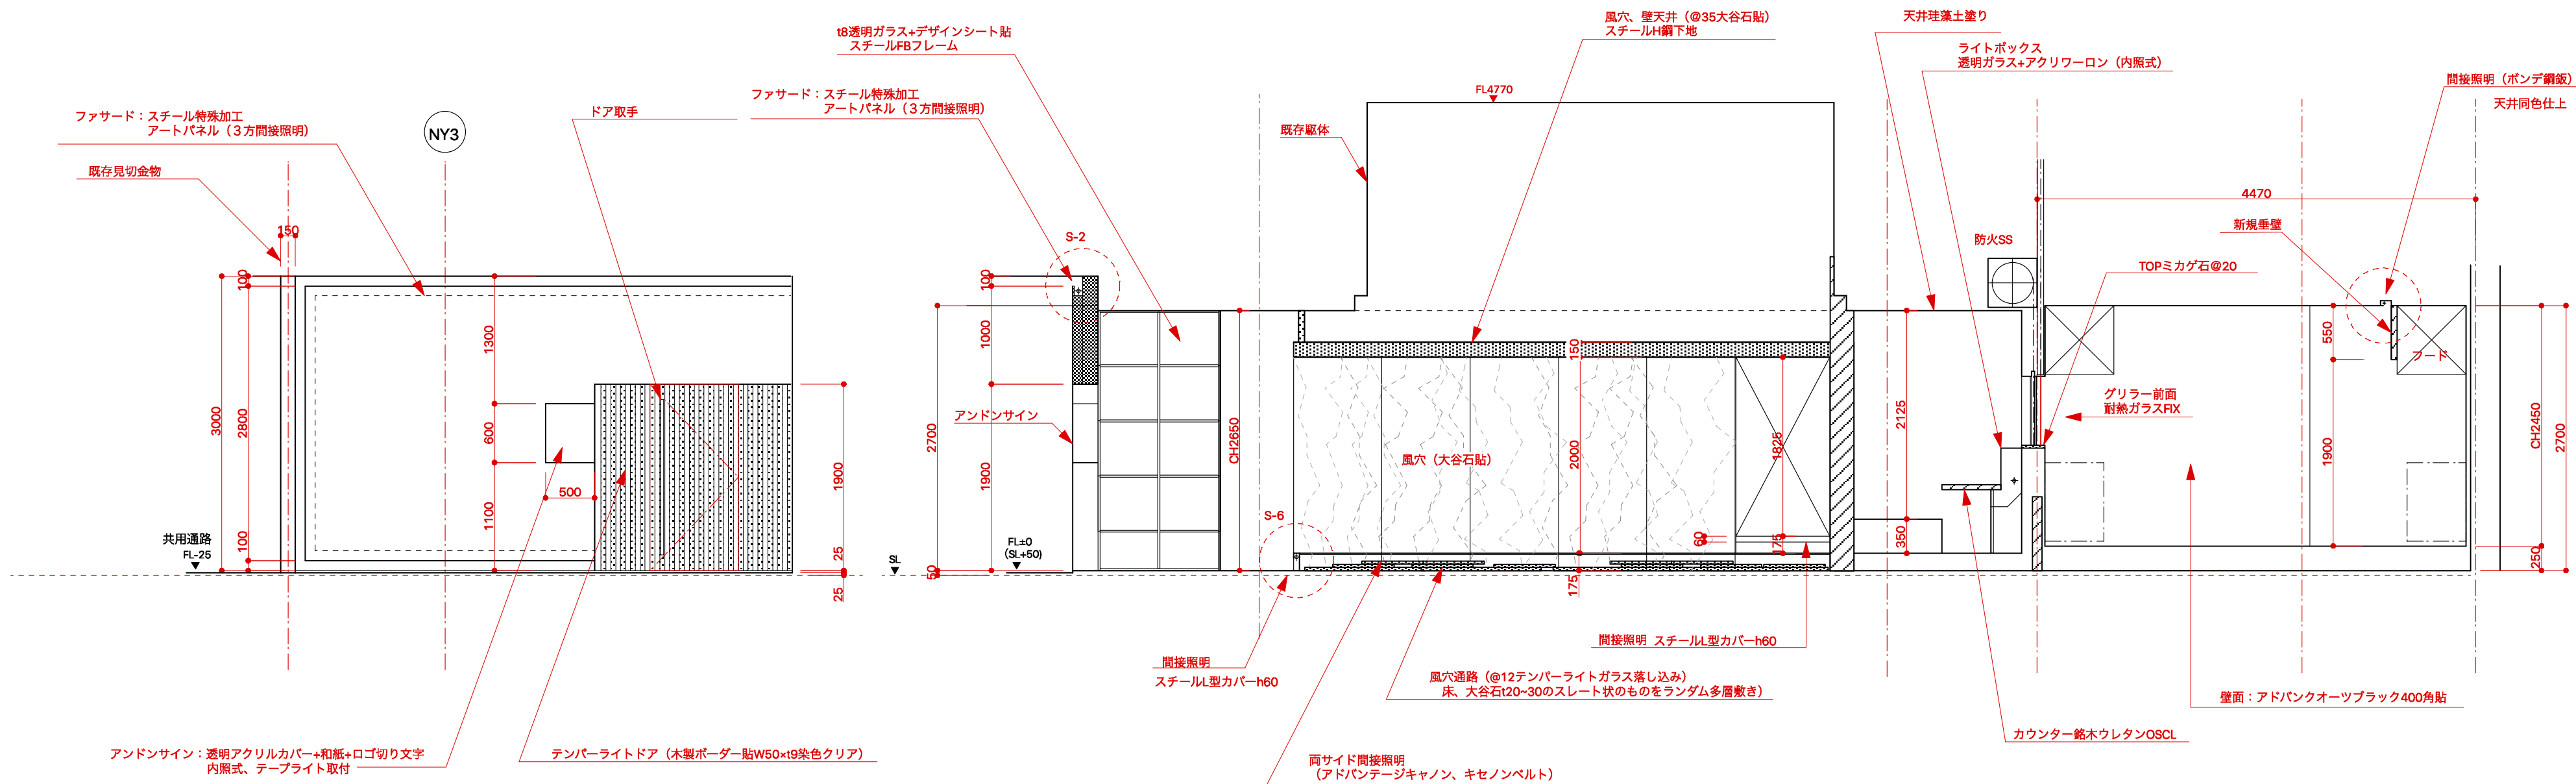 t8透明ガラス+デザインシート貼
スチールFBフレーム
風穴、壁天井（@35大谷石貼）
スチールH鋼下地
天井珪藻土塗り
ライトボックス
透明ガラス+アクリワーロン（内照式）
間接照明（ボンデ鋼鈑）
天井同色仕上
ファサード：スチール特殊加工
アートパネル（３方間接照明）
既存見切金物
NY3
ドア取手
ファサード：スチール特殊加工
アートパネル（３方間接照明）
FL4770
既存躯体
S-2
防火SS
4470
新規垂壁
TOPミカゲ石@20
150
100
3000
2800
100
1300
600
1100
500
1900
25
25
共用通路
FL-25
SL
2700
50
100
1000
1900
アンドンサイン
FL±0
(SL+50)
CH2650
S-6
150
風穴（大谷石貼）
2000
1825
60
175
175
2125
350
グリラー前面
耐熱ガラスFIX
フード
550
1900
CH2450
2700
250
間接照明
スチールL型カバーh60
間接照明 スチールL型カバーh60
風穴通路（@12テンパーライトガラス落し込み）
床、大谷石t20~30のスレート状のものをランダム多層敷き）
壁面：アドバンクオーツブラック400角貼
カウンター銘木ウレタンOSCL
アンドンサイン：透明アクリルカバー+和紙+ロゴ切り文字
内照式、テープライト取付
テンパーライトドア（木製ボーダー貼W50×t9染色クリア）
両サイド間接照明
（アドバンテージキャノン、キセノンベルト）